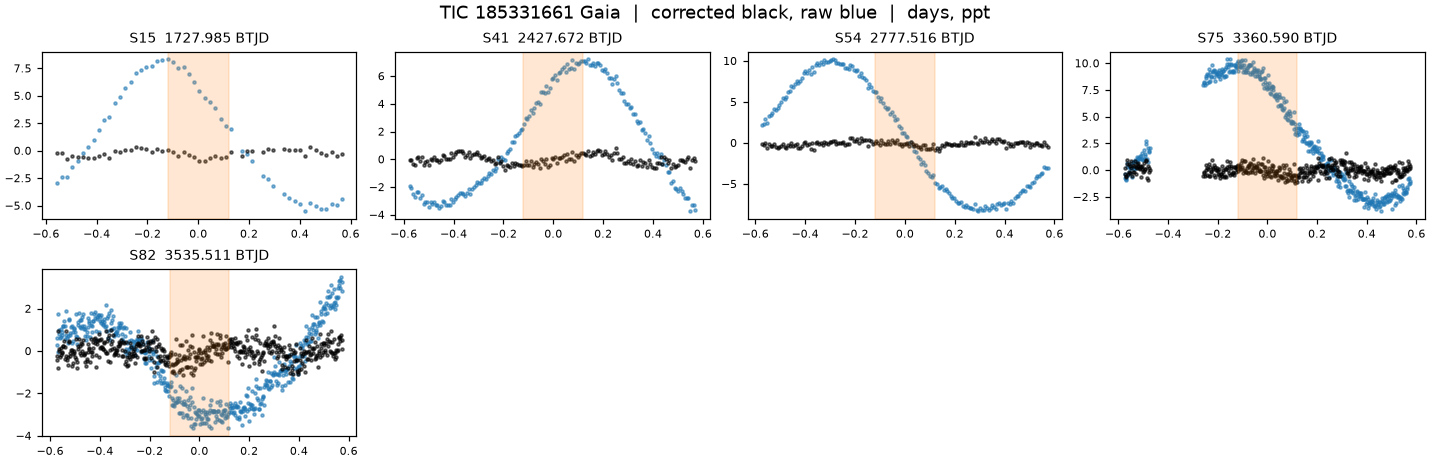 TIC 185331661 Gaia | corrected black, raw blue | days, ppt
S15 1727.985 BTJD
S41 2427.672 BTJD
S54 2777.516 BTJD
S75 3360.590 BTJD
7.5
5.0
2.5
0.0
−2.5
−5.0
−0.6 −0.4 −0.2 0.0 0.2 0.4 0.6
6
4
2
0
−2
−4
−0.6 −0.4 −0.2 0.0 0.2 0.4 0.6
10
5
0
−5
−0.6 −0.4 −0.2 0.0 0.2 0.4 0.6
10.0
7.5
5.0
2.5
0.0
−2.5
−0.6 −0.4 −0.2 0.0 0.2 0.4 0.6
S82 3535.511 BTJD
2
0
−2
−4
−0.6 −0.4 −0.2 0.0 0.2 0.4 0.6